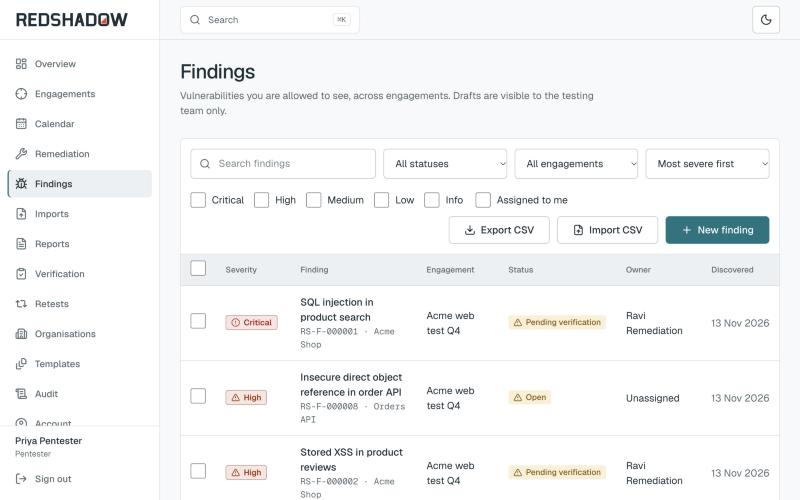 REDSHADOW
Search
⌘K
Overview
Engagements
Calendar
Remediation
Findings
Imports
Reports
Verification
Retests
Organisations
Templates
Audit
Account
Priya Pentester
Pentester
Sign out
Findings
Vulnerabilities you are allowed to see, across engagements. Drafts are visible to the testing
team only.
Search findings
All statuses
All engagements
Most severe first
Critical
High
Medium
Low
Info
Assigned to me
Export CSV
Import CSV
New finding
Severity
Finding
Engagement
Status
Owner
Discovered
Critical
SQL injection in
product search
RS-F-000001 · Acme
Shop
Acme web
test Q4
Pending verification
Ravi
Remediation
13 Nov 2026
High
Insecure direct object
reference in order API
RS-F-000008 · Orders
API
Acme web
test Q4
Open
Unassigned
13 Nov 2026
High
Stored XSS in product
reviews
RS-F-000002 · Acme
Shop
Acme web
test Q4
Pending verification
Ravi
Remediation
13 Nov 2026